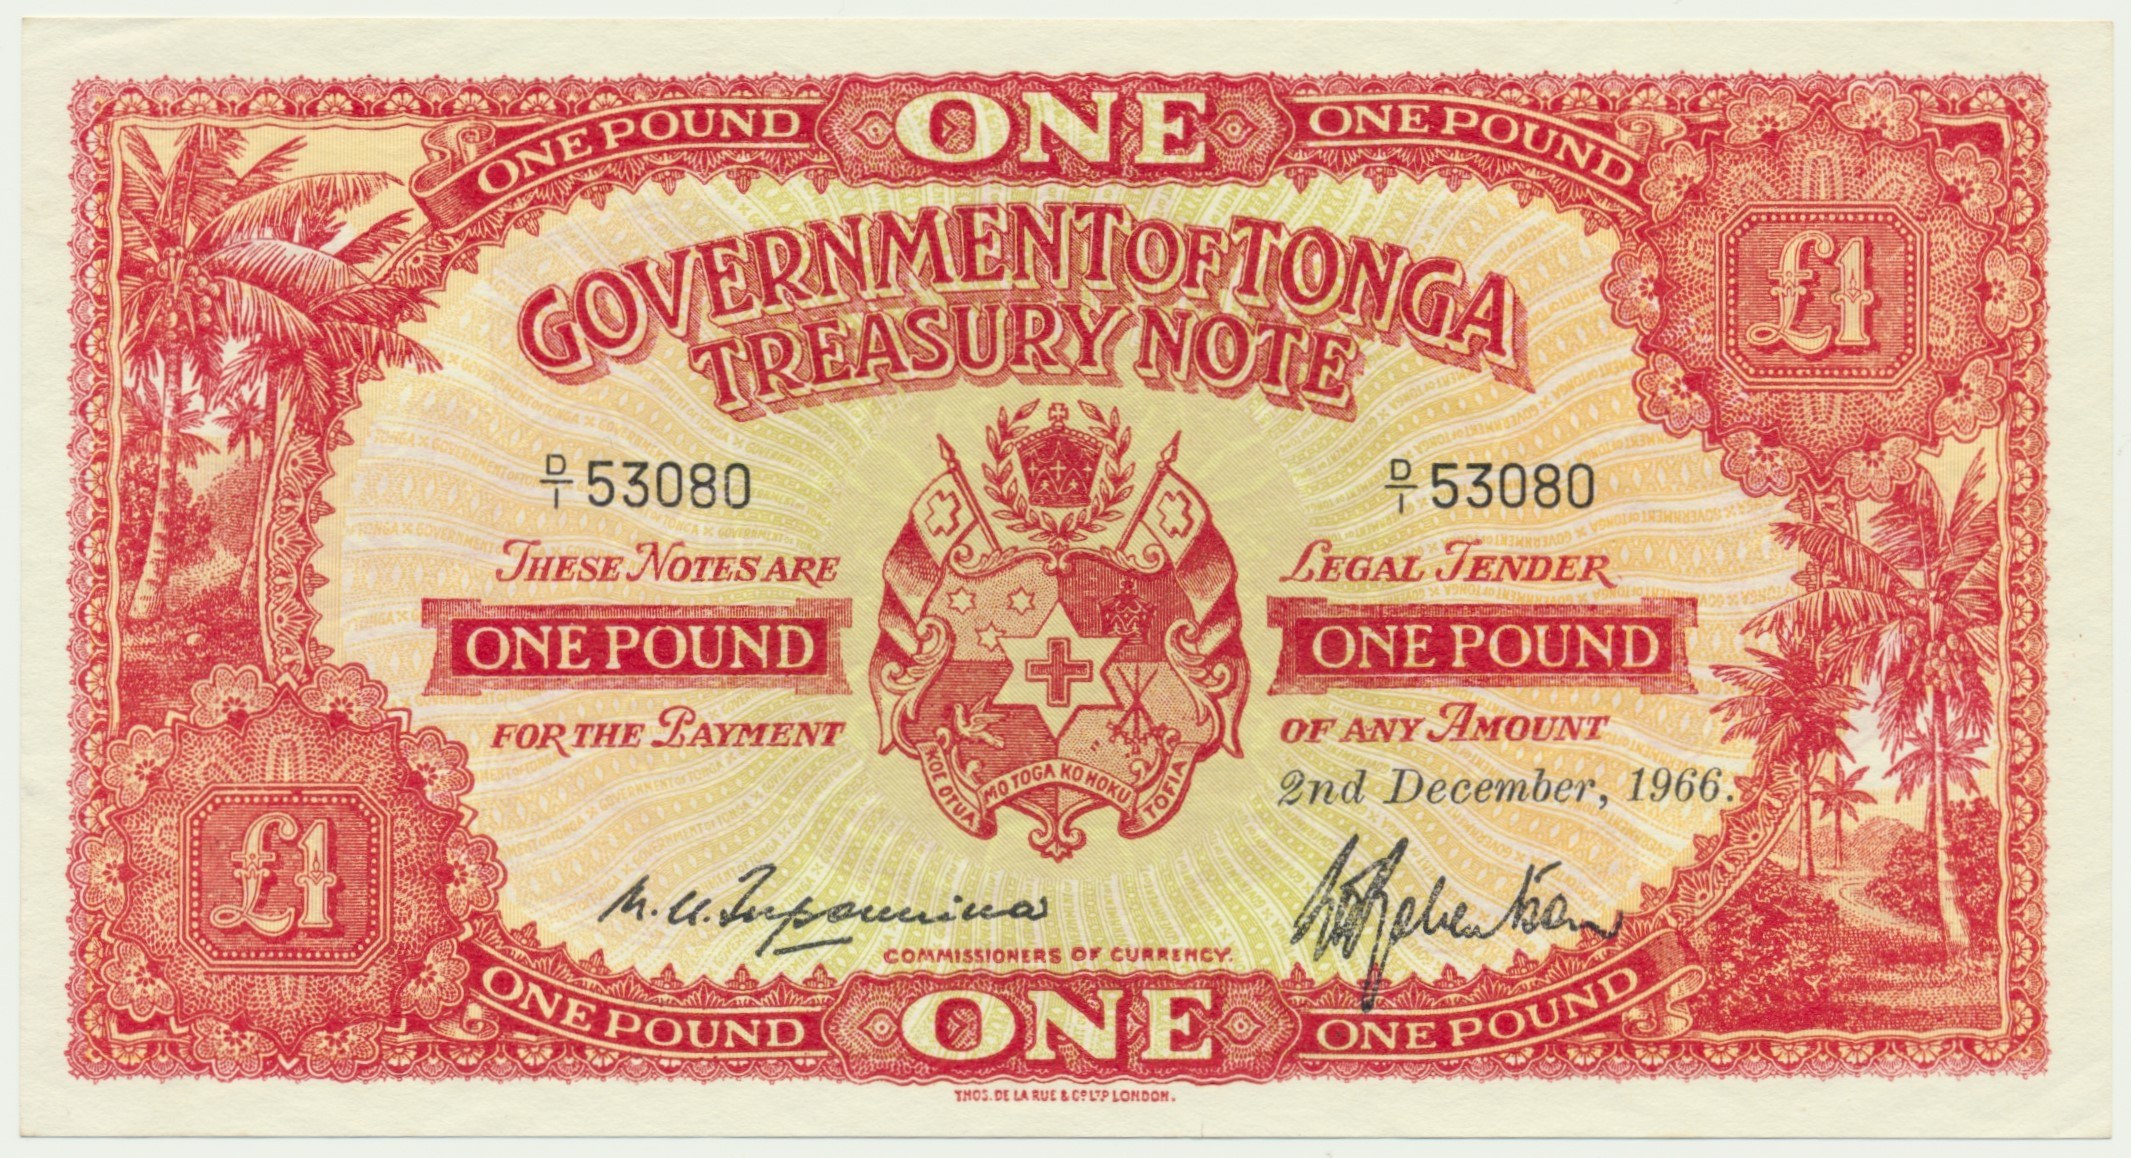 ONE POUND ONE ONE POUND
£1
GOVERNMENT OF TONGA
TREASURY NOTE
D/1 53080 D/1 53080
THESE NOTES ARE LEGAL TENDER
ONE POUND ONE POUND
FOR THE PAYMENT OF ANY AMOUNT
KOE OTUA MO TOGA KO HOKU TOFIA
2nd December, 1966.
£1
COMMISSIONERS OF CURRENCY.
ONE POUND ONE ONE POUND
THOS. DE LA RUE & CO. LTD LONDON.